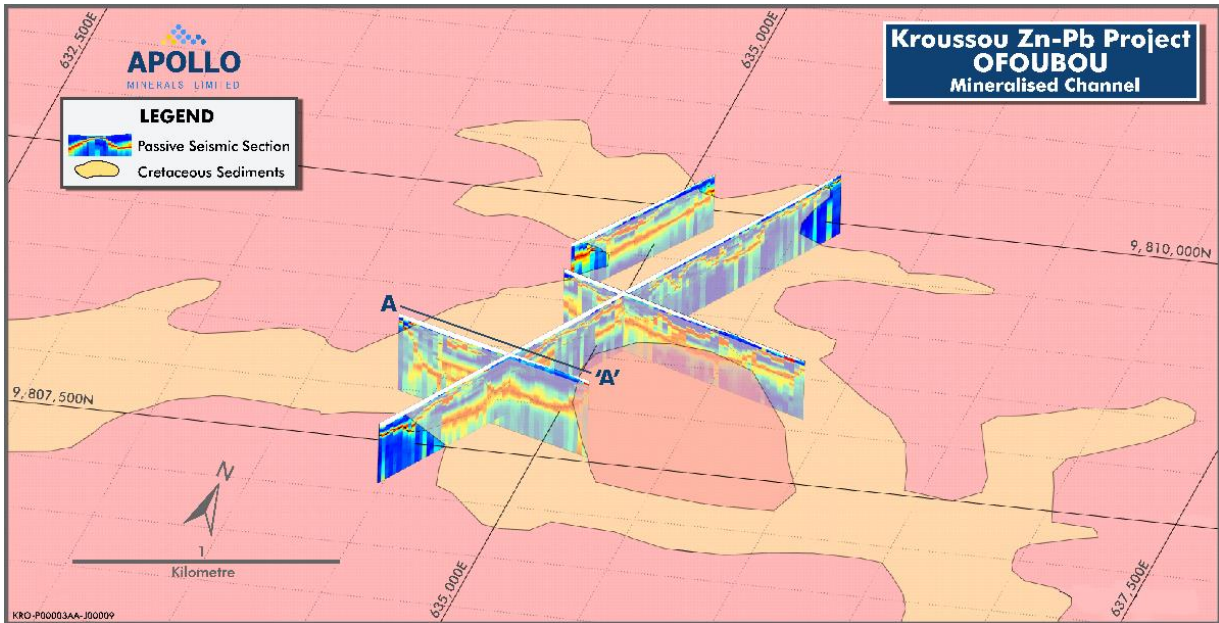 632,500E
635,000E
APOLLO
MINERALS LIMITED
Kroussou Zn-Pb Project
OFOUBOU
Mineralised Channel
LEGEND
Passive Seismic Section
Cretaceous Sediments
9,810,000N
A
'A'
9,807,500N
N
1
Kilometre
635,000E
637,500E
KRO-P00003AA-J00009